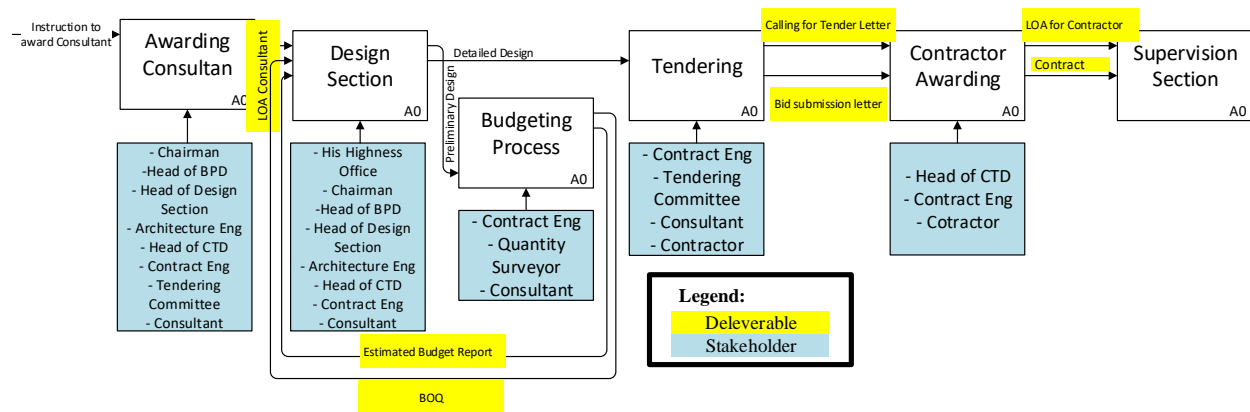 Instruction to
award Consultant
Awarding
Consultan
A0
LOA Consultant
Design
Section
A0
Detailed Design
Preliminary Design
Budgeting
Process
A0
Tendering
A0
Calling for Tender Letter
Bid submission letter
Contractor
Awarding
A0
LOA for Contractor
Contract
Supervision
Section
A0
- Chairman
-Head of BPD
- Head of Design
Section
- Architecture Eng
- Head of CTD
- Contract Eng
- Tendering
Committee
- Consultant
- His Highness
Office
- Chairman
-Head of BPD
- Head of Design
Section
- Architecture Eng
- Head of CTD
- Contract Eng
- Consultant
- Contract Eng
- Quantity
Surveyor
- Consultant
- Contract Eng
- Tendering
Committee
- Consultant
- Contractor
- Head of CTD
- Contract Eng
- Cotractor
Estimated Budget Report
BOQ
Legend:
Deleverable
Stakeholder